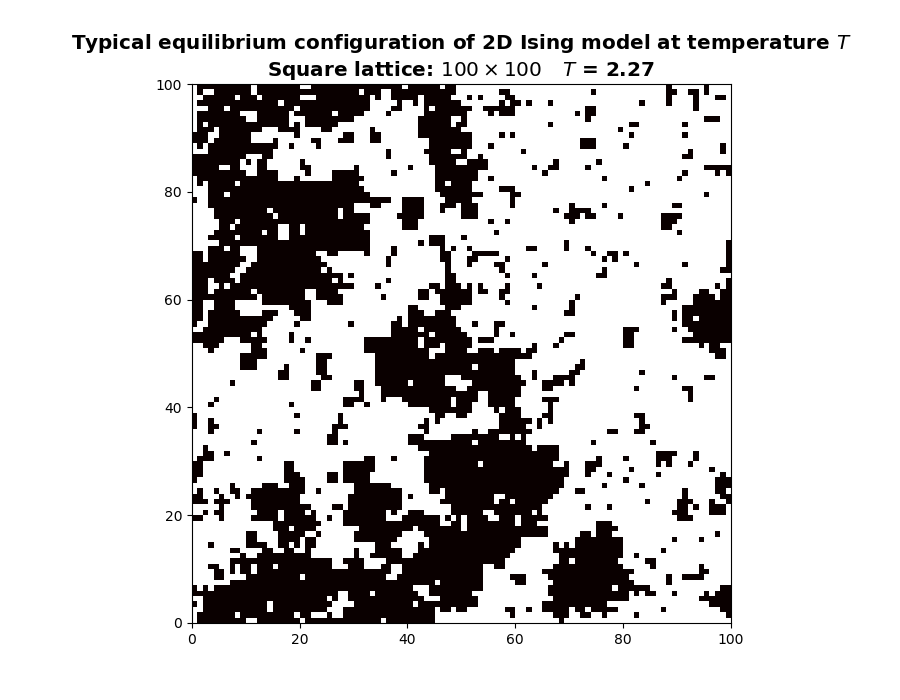 Typical equilibrium configuration of 2D Ising model at temperature T
Square lattice: 100 × 100 T = 2.27
100
80
60
40
20
0
0 20 40 60 80 100